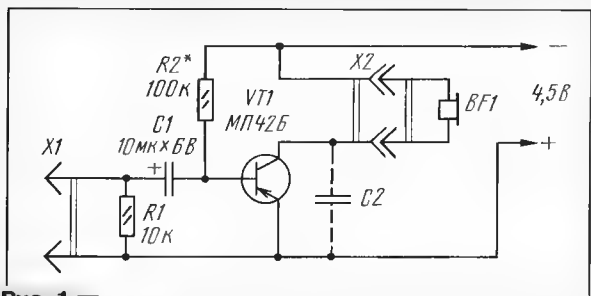 R2*
100к
C1
10мк×6В
VT1
МП42Б
X2
BF1
4,5В
−
+
X1
+
R1
10к
C2
Рис. 1